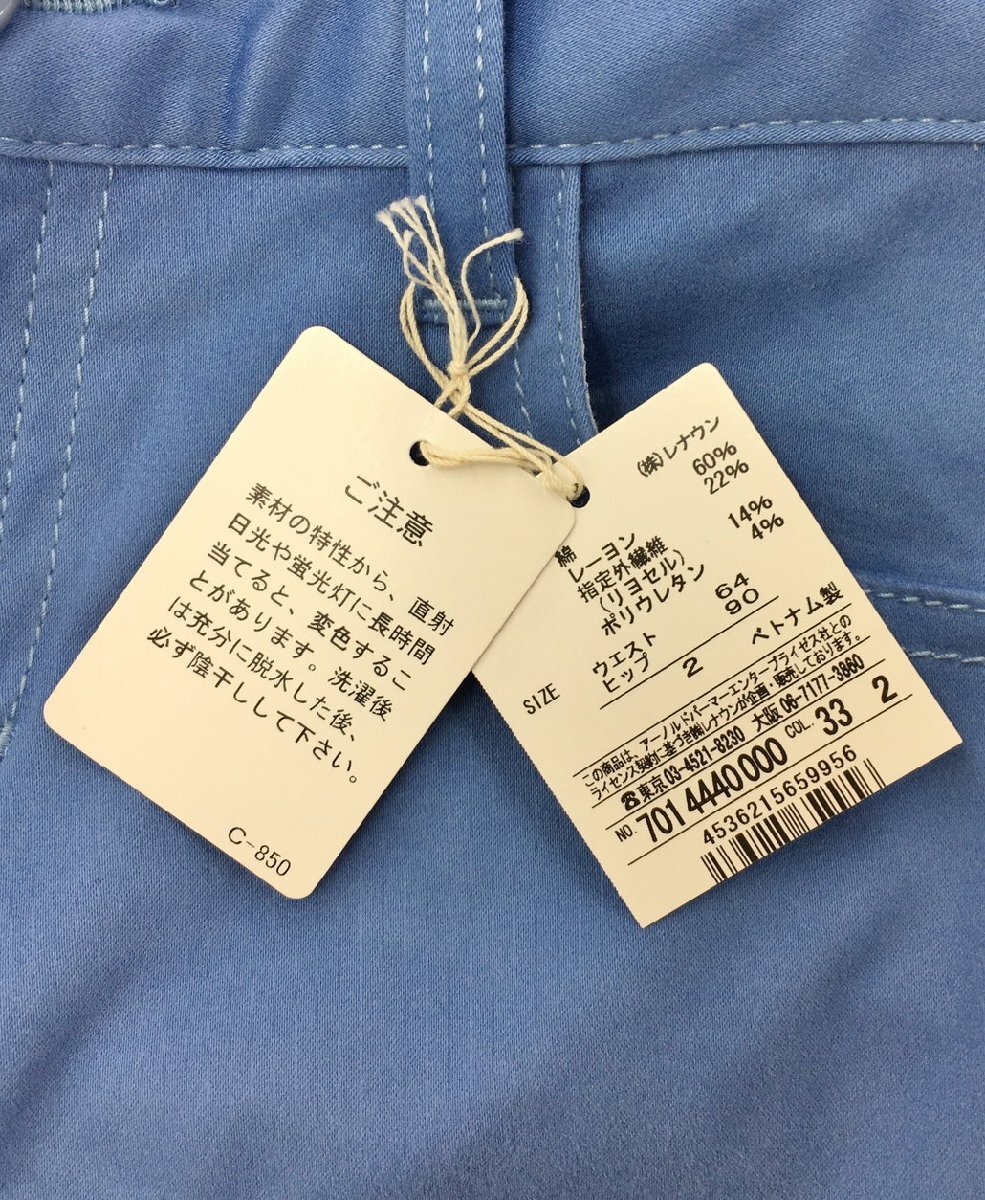 ご注意
素材の特性から、直射
日光や蛍光灯に長時間
当てると、変色するこ
とがあります。洗濯後
は充分に脱水した後、
必ず陰干しして下さい。
C-850
(株)レナウン
綿 60%
レーヨン 22%
指定外繊維
(リヨセル) 14%
ポリウレタン 4%
ウエスト 64
ヒップ 90
SIZE 2 ベトナム製
この商品は、アーノルドパーマーエンタープライゼス社との
ライセンス契約に基づき㈱レナウンが企画・販売しております。
☎東京03-4521-8230 大阪06-7177-3860
NO. 701 4440000 COL. 33 2
4536215659956